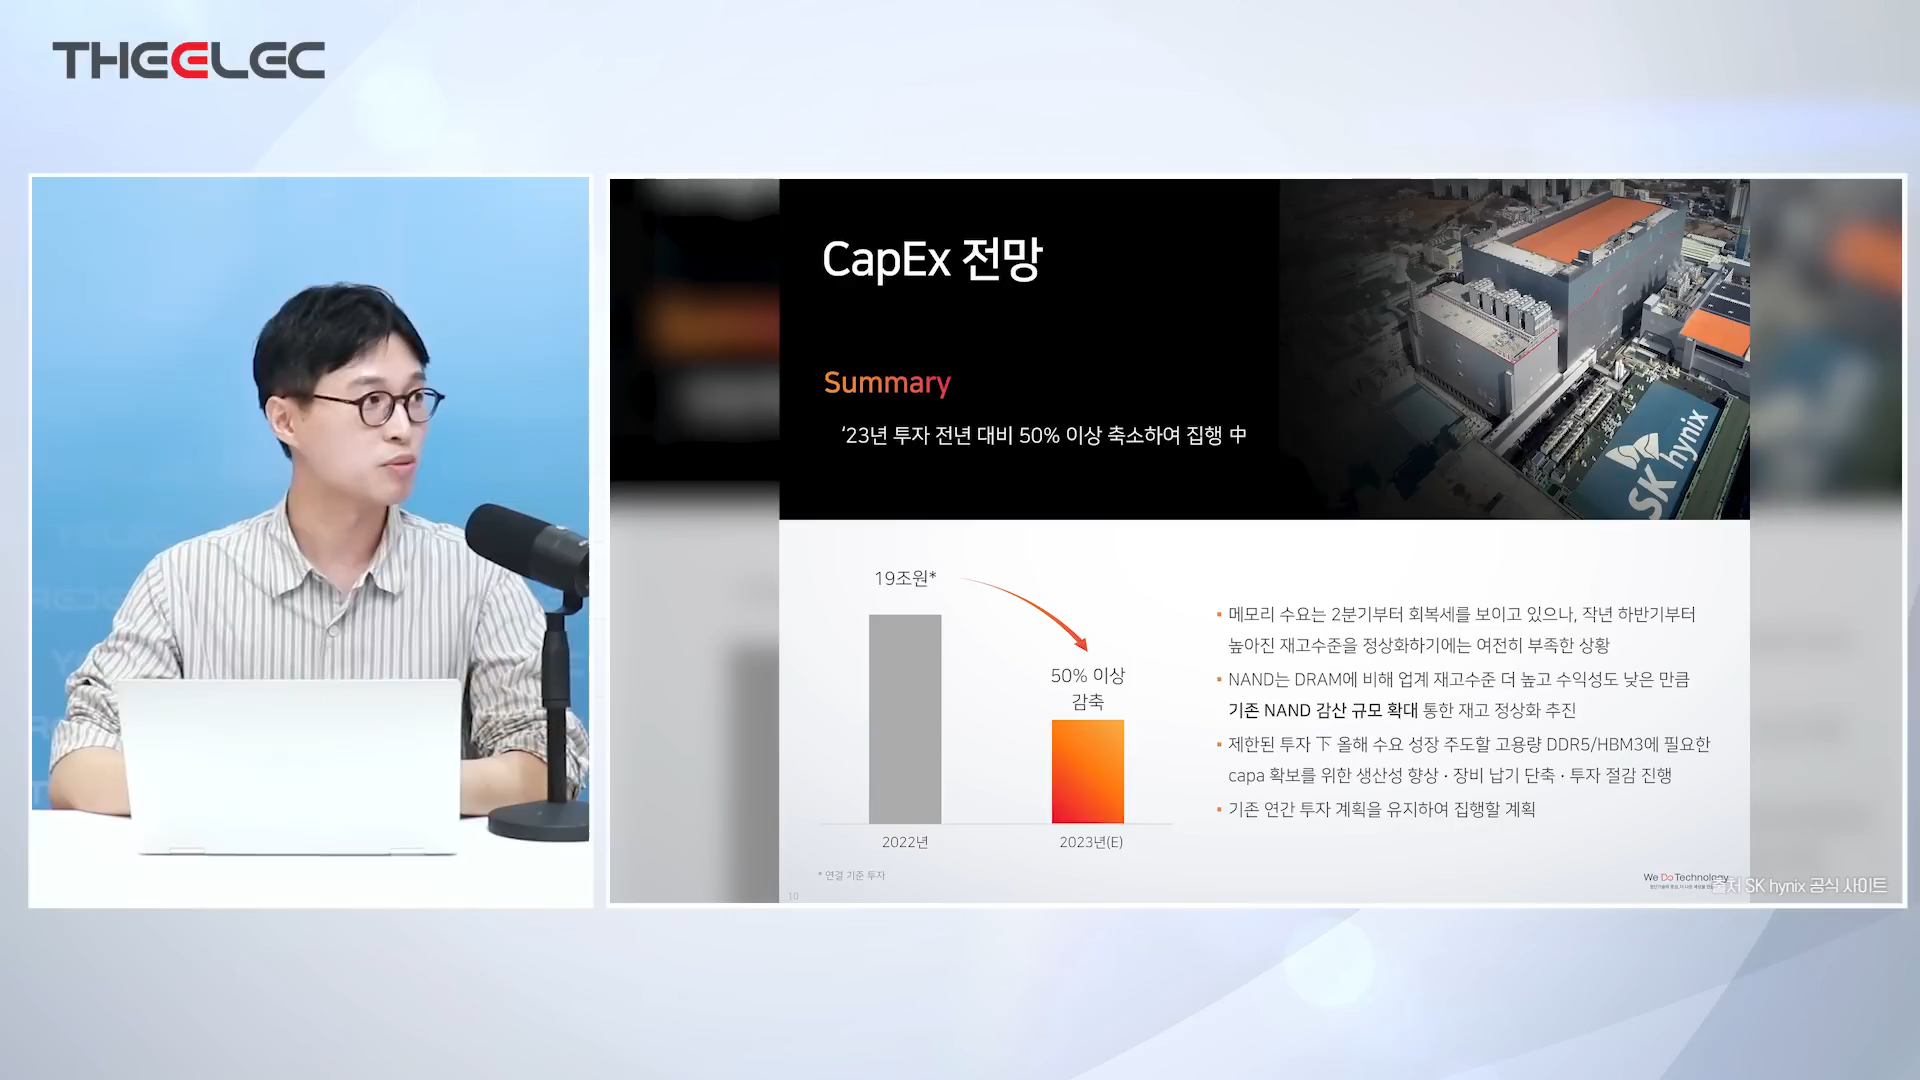 THEELEC
CapEx 전망
Summary
‘23년 투자 전년 대비 50% 이상 축소하여 집행 中
SK hynix
19조원*
50% 이상
감축
2022년
2023년(E)
* 연결 기준 투자
10
▪ 메모리 수요는 2분기부터 회복세를 보이고 있으나, 작년 하반기부터
높아진 재고수준을 정상화하기에는 여전히 부족한 상황
▪ NAND는 DRAM에 비해 업계 재고수준 더 높고 수익성도 낮은 만큼
기존 NAND 감산 규모 확대 통한 재고 정상화 추진
▪ 제한된 투자 下 올해 수요 성장 주도할 고용량 DDR5/HBM3에 필요한
capa 확보를 위한 생산성 향상 · 장비 납기 단축 · 투자 절감 진행
▪ 기존 연간 투자 계획을 유지하여 집행할 계획
We Do Technology
출처 SK hynix 공식 사이트